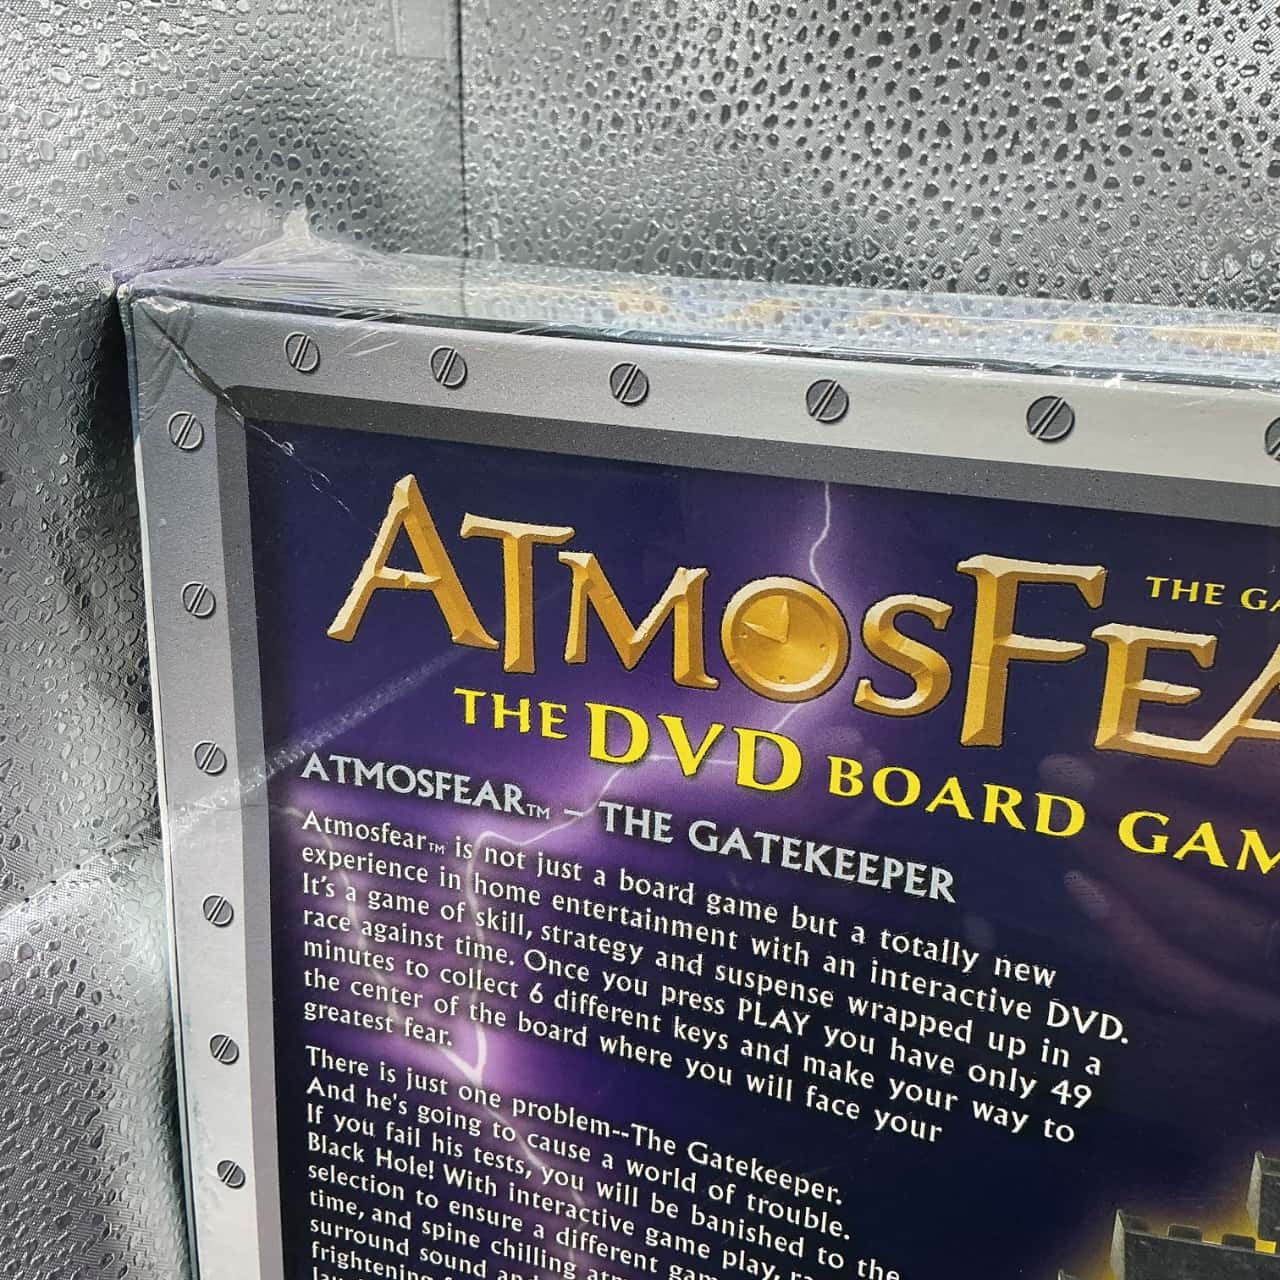 ATMOSFEA
THE GA
THE DVD BOARD GAM
ATMOSFEAR™ – THE GATEKEEPER
Atmosfear™ is not just a board game but a totally new
experience in home entertainment with an interactive DVD.
It's a game of skill, strategy and suspense wrapped up in a
race against time. Once you press PLAY you have only 49
minutes to collect 6 different keys and make your way to
the center of the board where you will face your
greatest fear.
There is just one problem--The Gatekeeper.
And he's going to cause a world of trouble.
If you fail his tests, you will be banished to the
Black Hole! With interactive game play, ra
selection to ensure a different gam
time, and spine chilling atm
surround sound and
frightening